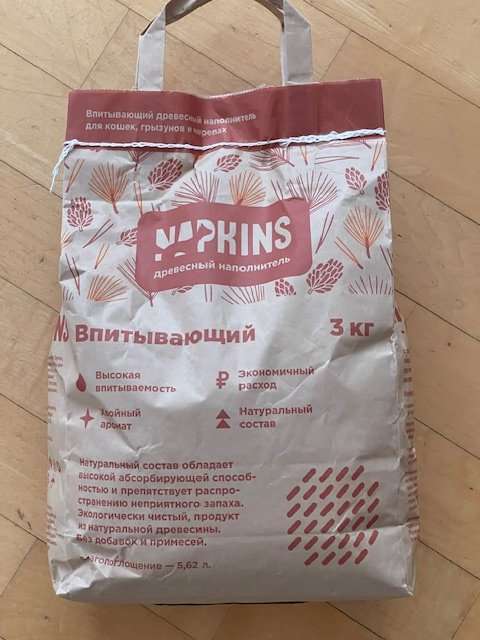 Впитывающий древесный наполнитель
для кошек, грызунов и
NAPKINS
древесный наполнитель
Впитывающий 3 кг
Высокая
впитываемость
₽ Экономичный
расход
Хвойный
аромат
Натуральный
состав
Натуральный состав обладает
высокой абсорбирующей способ-
ностью и препятствует распро-
странению неприятного запаха.
Экологически чистый, продукт
из натуральной древесины.
Без добавок и примесей.
Влагопоглощение — 5,62 л.